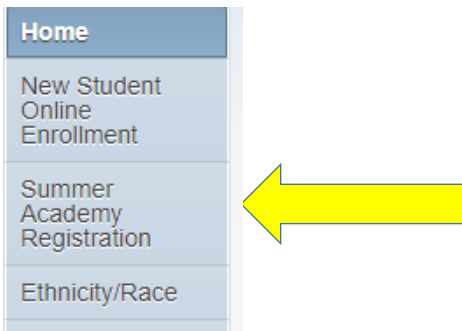 Home
New Student
Online
Enrollment
Summer
Academy
Registration
Ethnicity/Race